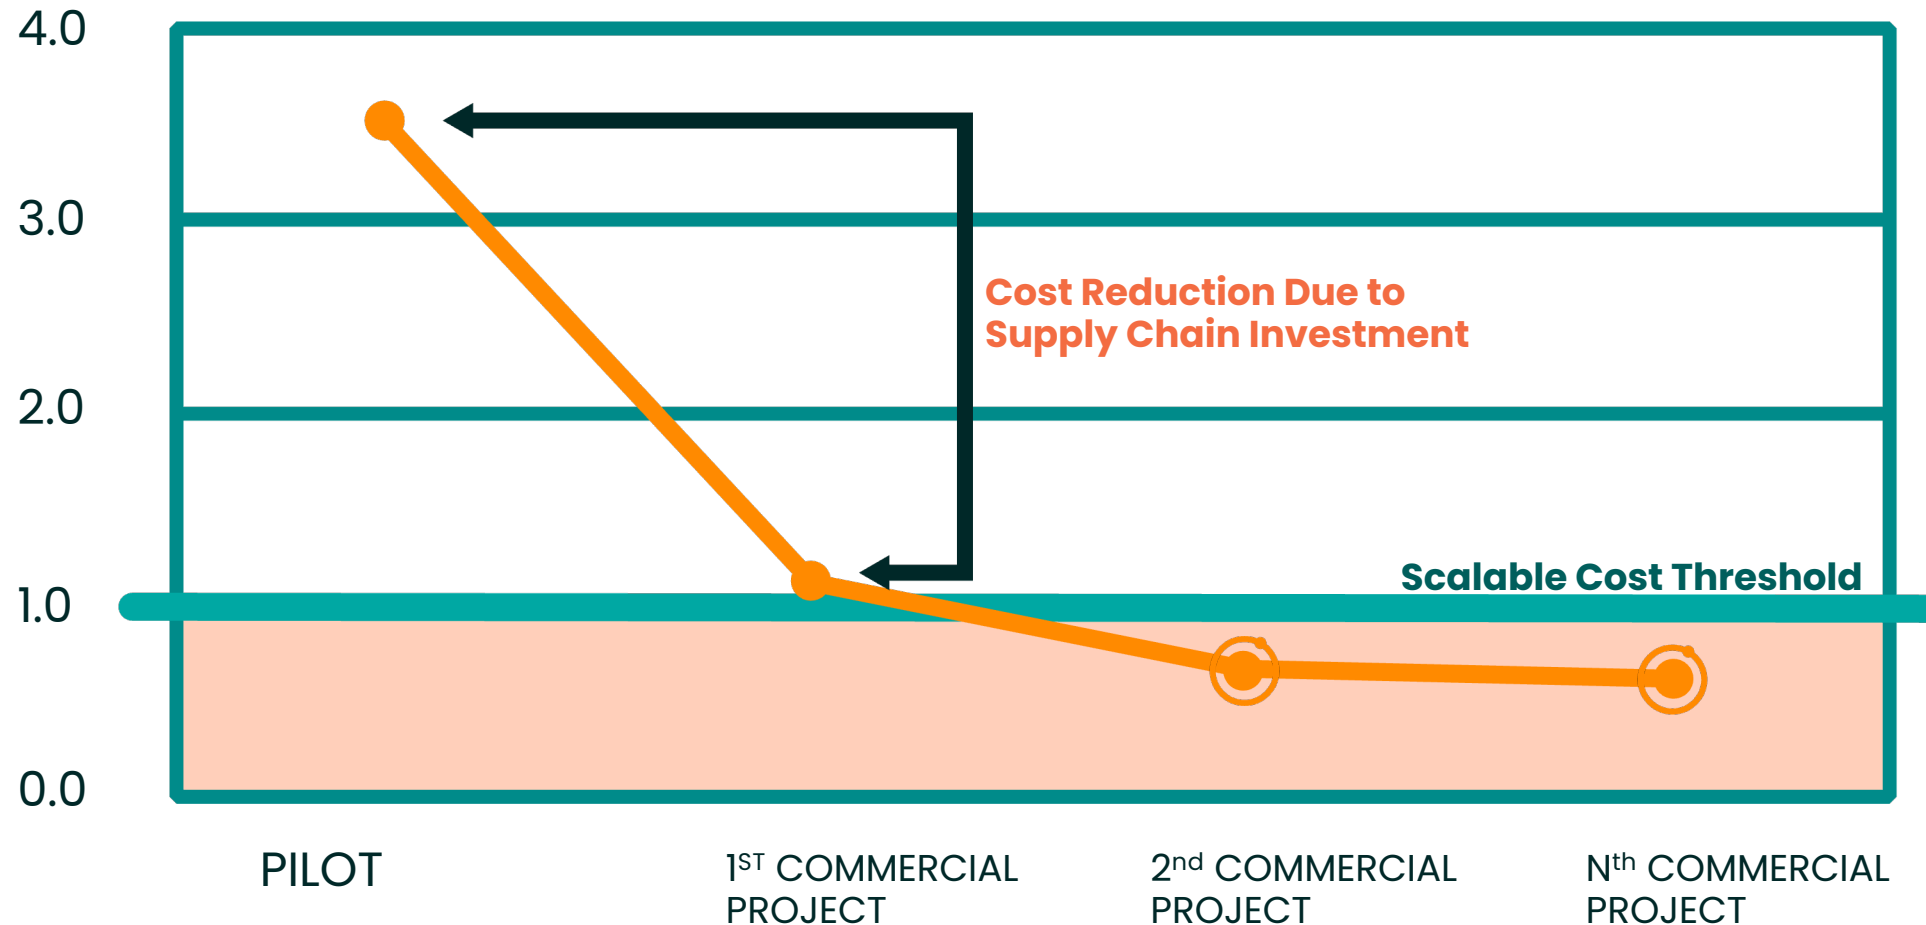 4.0
3.0
Cost Reduction Due to
Supply Chain Investment
2.0
Scalable Cost Threshold
1.0
0.0
PILOT
1ST COMMERCIAL
PROJECT
2nd COMMERCIAL
PROJECT
Nth COMMERCIAL
PROJECT